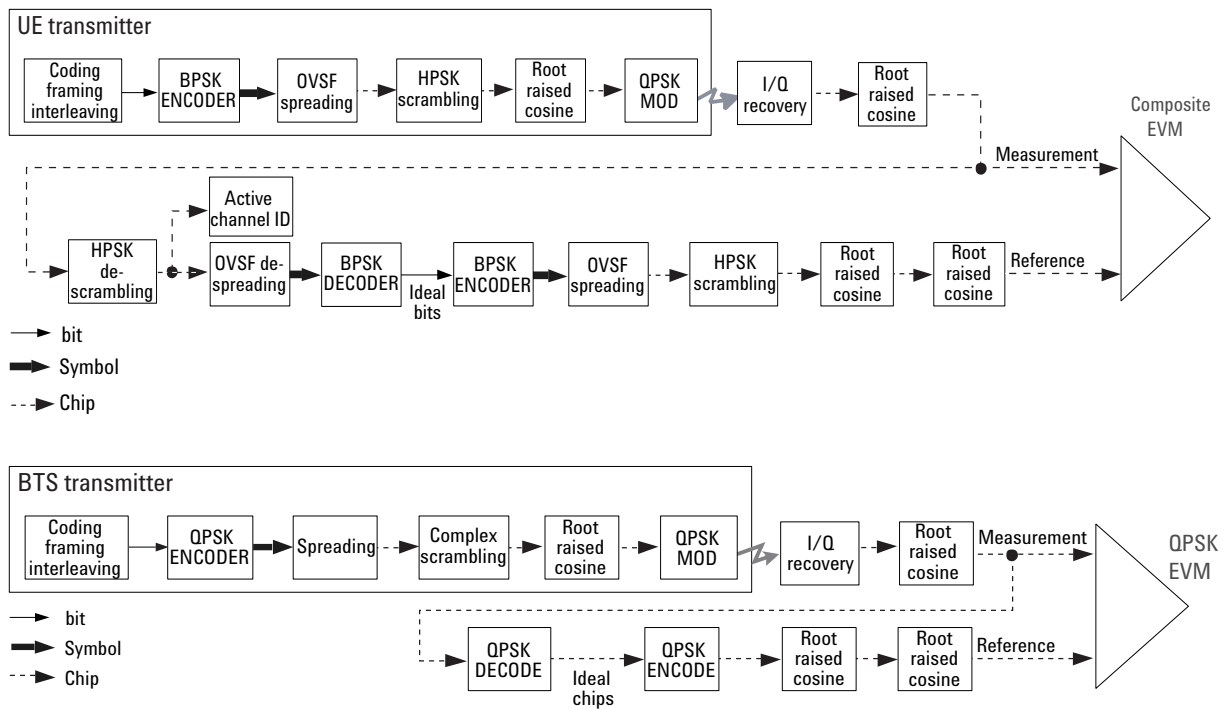 UE transmitter
Coding
framing
interleaving
BPSK
ENCODER
OVSF
spreading
HPSK
scrambling
Root
raised
cosine
QPSK
MOD
I/Q
recovery
Root
raised
cosine
Composite
EVM
Measurement
Active
channel ID
HPSK
de-
scrambling
OVSF de-
spreading
BPSK
DECODER
Ideal
bits
BPSK
ENCODER
OVSF
spreading
HPSK
scrambling
Root
raised
cosine
Root
raised
cosine
Reference
bit
Symbol
Chip
BTS transmitter
Coding
framing
interleaving
QPSK
ENCODER
Spreading
Complex
scrambling
Root
raised
cosine
QPSK
MOD
I/Q
recovery
Root
raised
cosine
Measurement
QPSK
EVM
bit
Symbol
Chip
QPSK
DECODE
Ideal
chips
QPSK
ENCODE
Root
raised
cosine
Root
raised
cosine
Reference